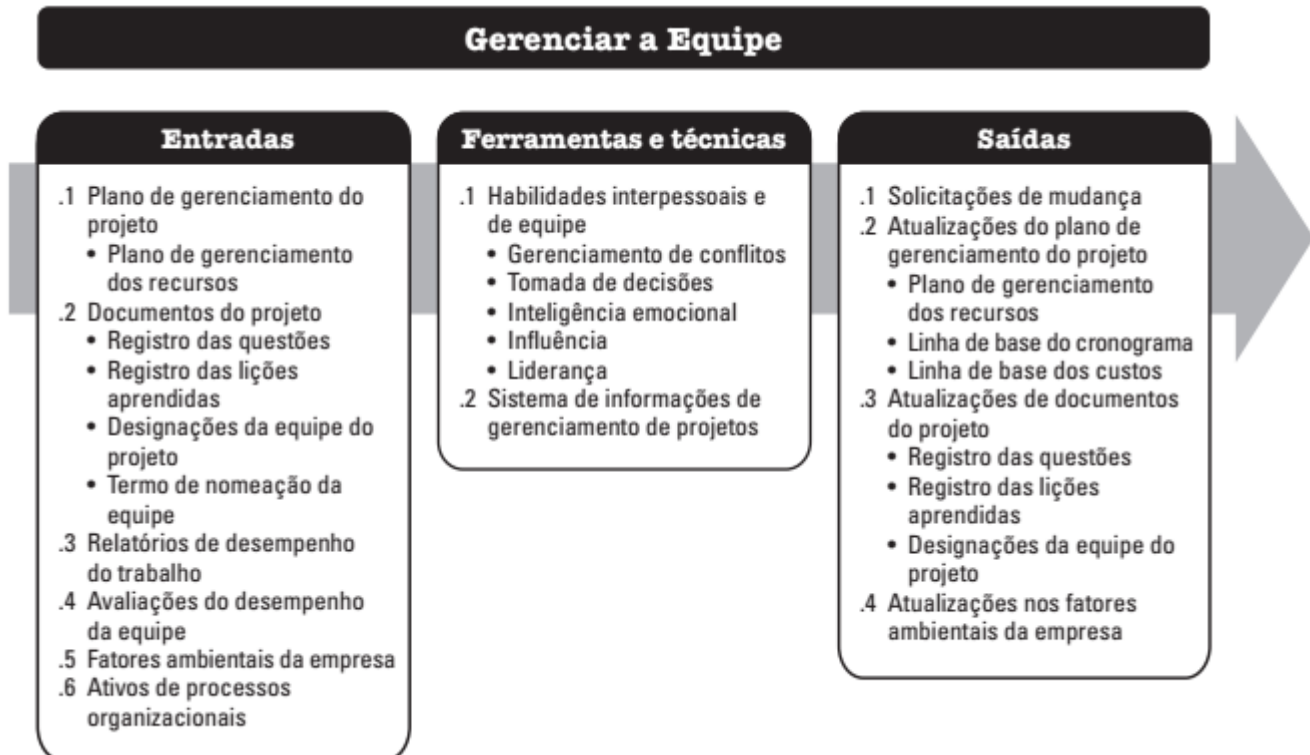 Gerenciar a Equipe
Entradas
.1 Plano de gerenciamento do
projeto
• Plano de gerenciamento
dos recursos
.2 Documentos do projeto
• Registro das questões
• Registro das lições
aprendidas
• Designações da equipe do
projeto
• Termo de nomeação da
equipe
.3 Relatórios de desempenho
do trabalho
.4 Avaliações do desempenho
da equipe
.5 Fatores ambientais da empresa
.6 Ativos de processos
organizacionais
Ferramentas e técnicas
.1 Habilidades interpessoais e
de equipe
• Gerenciamento de conflitos
• Tomada de decisões
• Inteligência emocional
• Influência
• Liderança
.2 Sistema de informações de
gerenciamento de projetos
Saídas
.1 Solicitações de mudança
.2 Atualizações do plano de
gerenciamento do projeto
• Plano de gerenciamento
dos recursos
• Linha de base do cronograma
• Linha de base dos custos
.3 Atualizações de documentos
do projeto
• Registro das questões
• Registro das lições
aprendidas
• Designações da equipe do
projeto
.4 Atualizações nos fatores
ambientais da empresa